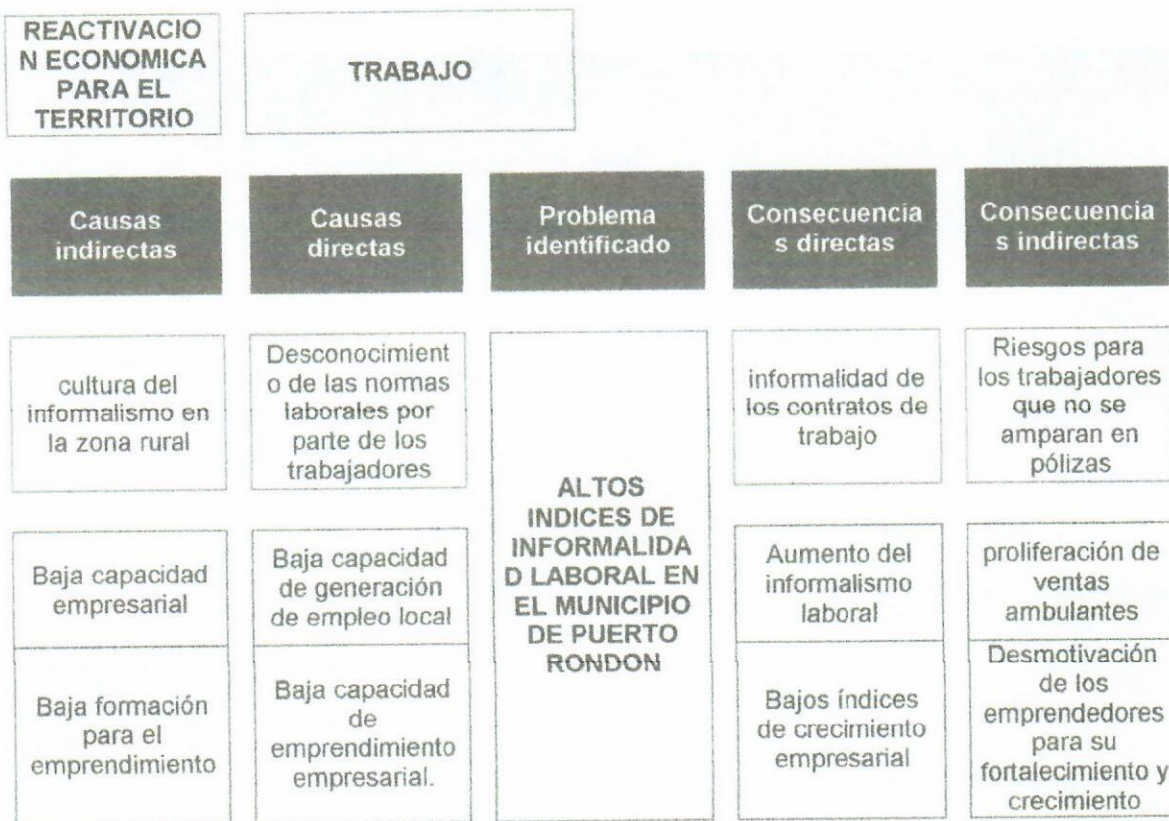 REACTIVACIO
N ECONOMICA
PARA EL
TERRITORIO
TRABAJO
Causas
indirectas
Causas
directas
Problema
identificado
Consecuencia
s directas
Consecuencia
s indirectas
cultura del
informalismo en
la zona rural
Desconocimient
o de las normas
laborales por
parte de los
trabajadores
ALTOS
INDICES DE
INFORMALIDA
D LABORAL EN
EL MUNICIPIO
DE PUERTO
RONDON
informalidad de
los contratos de
trabajo
Riesgos para
los trabajadores
que no se
amparan en
pólizas
Baja capacidad
empresarial
Baja capacidad
de generación
de empleo local
Aumento del
informalismo
laboral
proliferación de
ventas
ambulantes
Baja formación
para el
emprendimiento
Baja capacidad
de
emprendimiento
empresarial.
Bajos índices
de crecimiento
empresarial
Desmotivación
de los
emprendedores
para su
fortalecimiento y
crecimiento